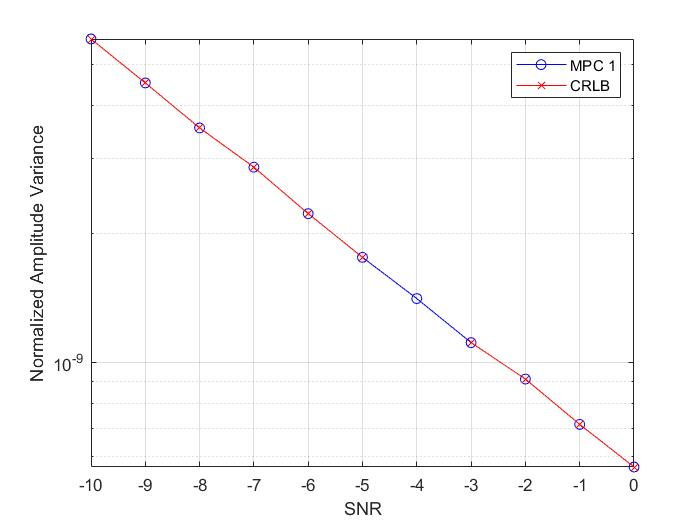 MPC 1
CRLB
Normalized Amplitude Variance
10-9
-10 -9 -8 -7 -6 -5 -4 -3 -2 -1 0
SNR